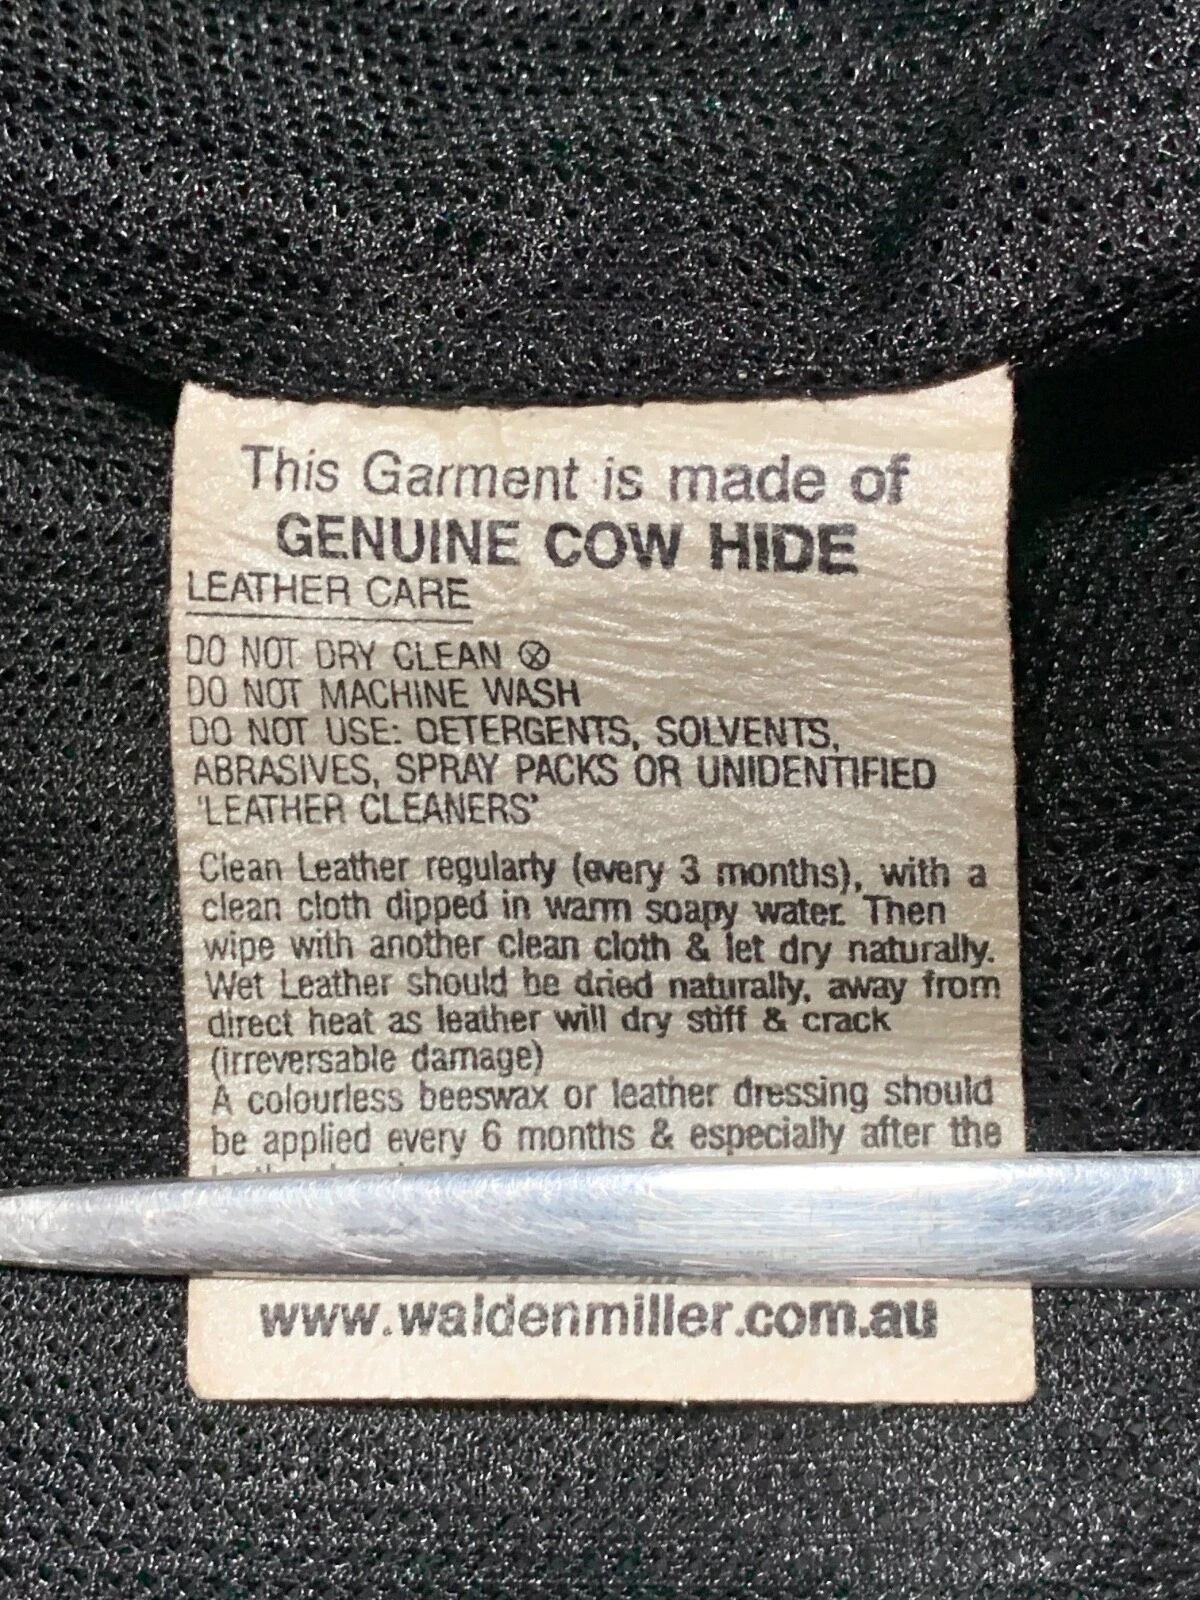 This Garment is made of
GENUINE COW HIDE
LEATHER CARE
DO NOT DRY CLEAN ⓧ
DO NOT MACHINE WASH
DO NOT USE: DETERGENTS, SOLVENTS,
ABRASIVES, SPRAY PACKS OR UNIDENTIFIED
'LEATHER CLEANERS'
Clean Leather regularly (every 3 months), with a
clean cloth dipped in warm soapy water. Then
wipe with another clean cloth & let dry naturally.
Wet Leather should be dried naturally, away from
direct heat as leather will dry stiff & crack
(irreversable damage)
A colourless beeswax or leather dressing should
be applied every 6 months & especially after the
www.waldenmiller.com.au